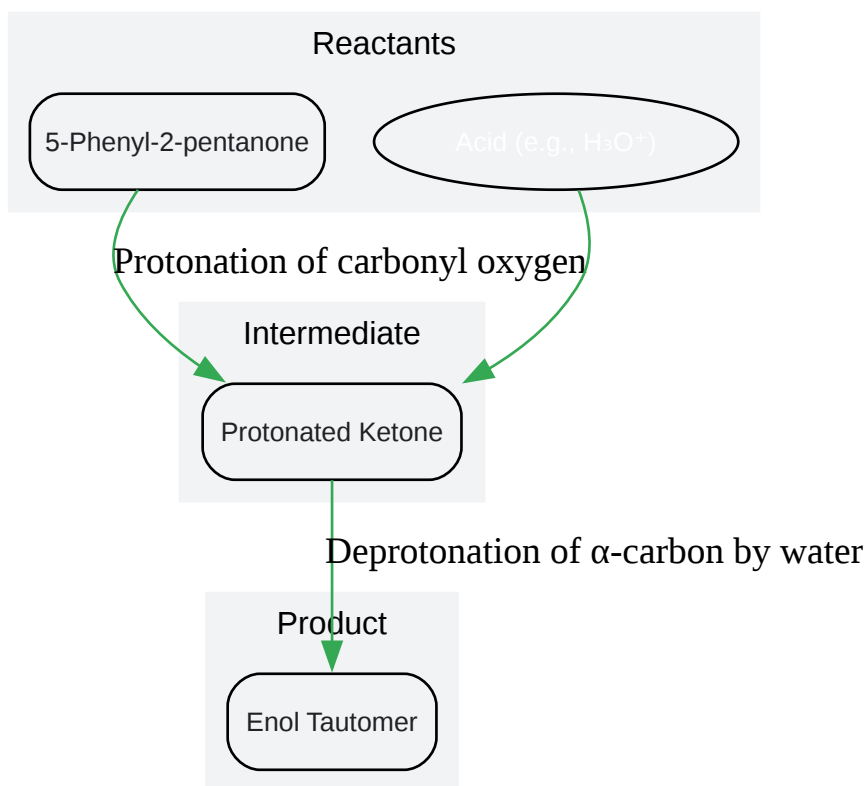 Reactants
5-Phenyl-2-pentanone
Acid (e.g., H₃O⁺)
Protonation of carbonyl oxygen
Intermediate
Protonated Ketone
Deprotonation of α-carbon by water
Product
Enol Tautomer